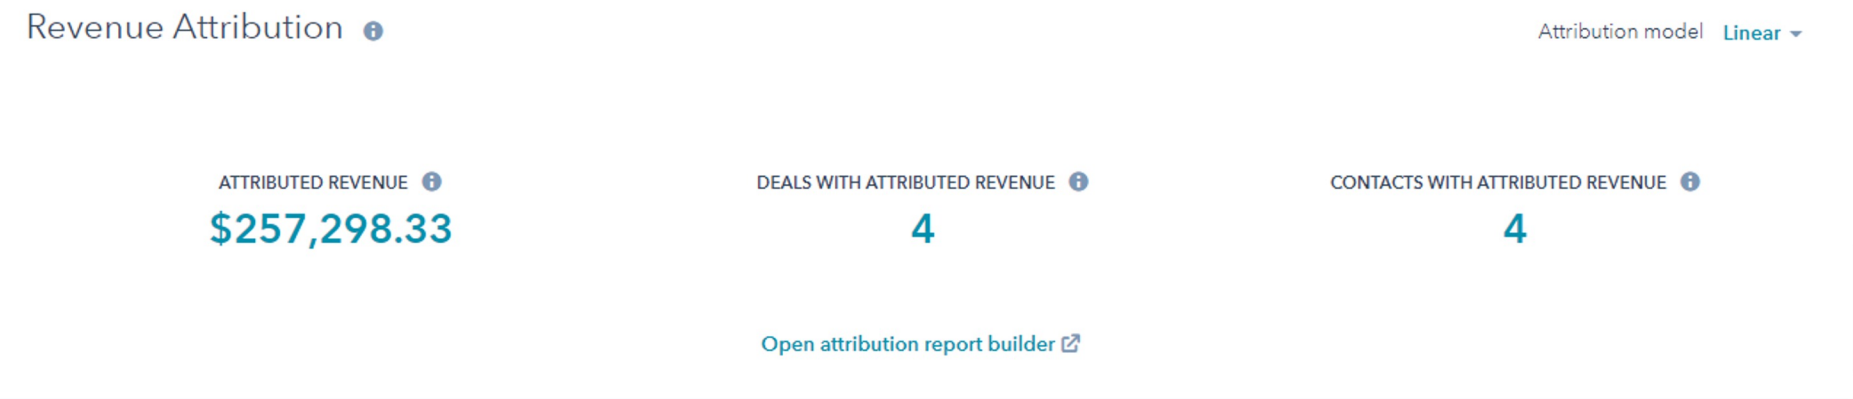 Revenue Attribution
Attribution model Linear
ATTRIBUTED REVENUE
$257,298.33
DEALS WITH ATTRIBUTED REVENUE
4
CONTACTS WITH ATTRIBUTED REVENUE
4
Open attribution report builder